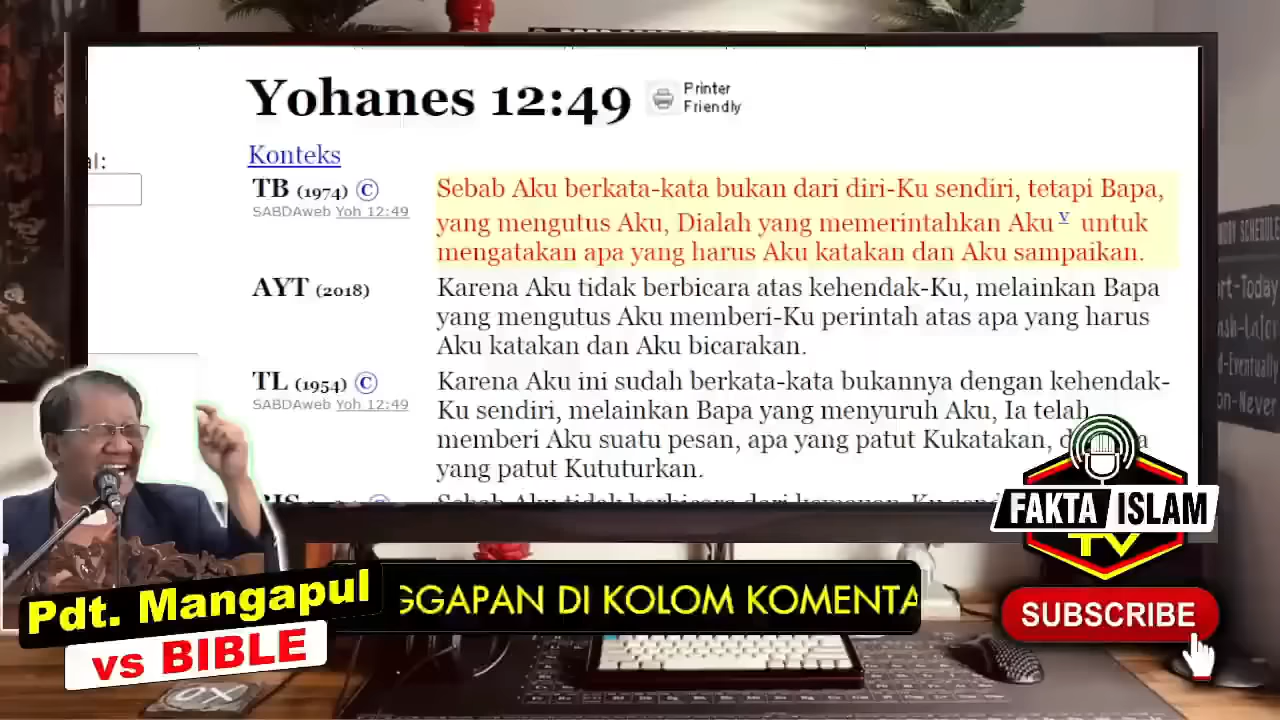 Yohanes 12:49
Printer
Friendly
Konteks
TB (1974) ©
SABDAweb Yoh 12:49
Sebab Aku berkata-kata bukan dari diri-Ku sendiri, tetapi Bapa,
yang mengutus Aku, Dialah yang memerintahkan Aku v untuk
mengatakan apa yang harus Aku katakan dan Aku sampaikan.
AYT (2018)
Karena Aku tidak berbicara atas kehendak-Ku, melainkan Bapa
yang mengutus Aku memberi-Ku perintah atas apa yang harus
Aku katakan dan Aku bicarakan.
TL (1954) ©
SABDAweb Yoh 12:49
Karena Aku ini sudah berkata-kata bukannya dengan kehendak-
Ku sendiri, melainkan Bapa yang menyuruh Aku, Ia telah
memberi Aku suatu pesan, apa yang patut Kukatakan,
yang patut Kututurkan.
FAKTA ISLAM
TV
SUBSCRIBE
Pdt. Mangapul
vs BIBLE
GGAPAN DI KOLOM KOMENTA